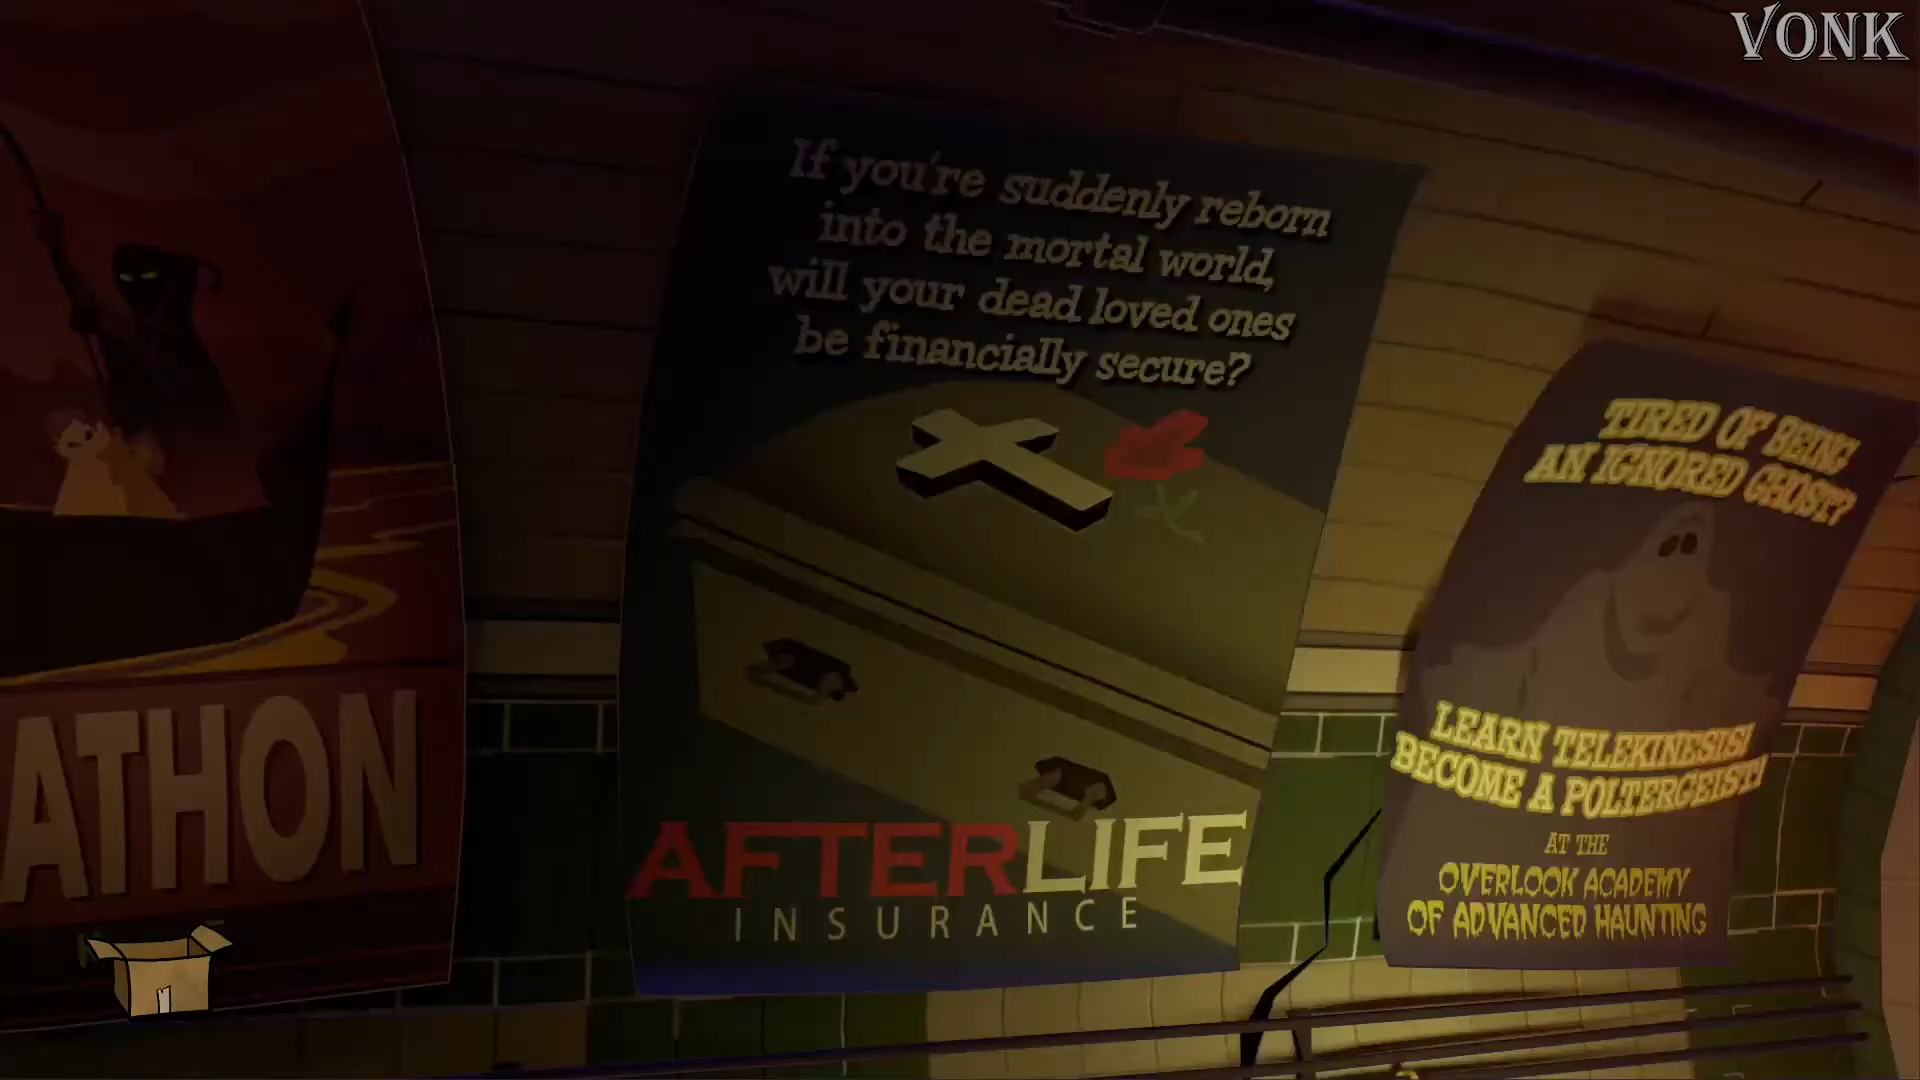 VONK
If you're suddenly reborn
into the mortal world,
will your dead loved ones
be financially secure?
AFTERLIFE
INSURANCE
TIRED OF BEING
AN IGNORED GHOST?
LEARN TELEKINESIS!
BECOME A POLTERGEIST!
AT THE
OVERLOOK ACADEMY
OF ADVANCED HAUNTING
ATHON